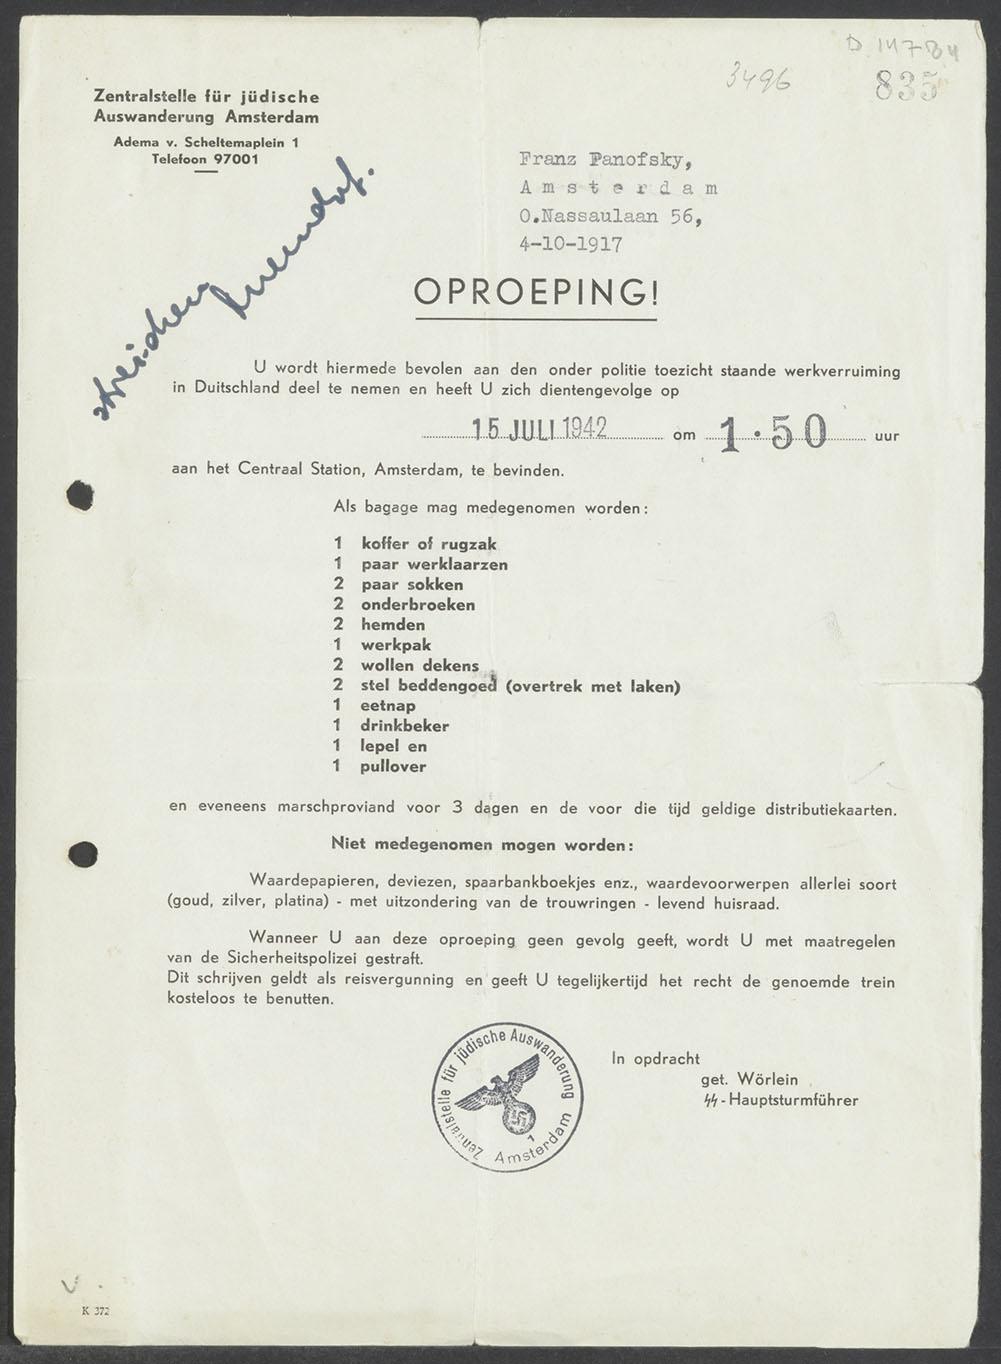 D 147-84
3496
835
Zentralstelle für jüdische
Auswanderung Amsterdam
Adema v. Scheltemaplein 1
Telefoon 97001
Franz Panofsky,
Amsterdam
O.Nassaulaan 56,
4-10-1917
streichen
OPROEPING!
U wordt hiermede bevolen aan den onder politie toezicht staande werkverruiming
in Duitschland deel te nemen en heeft U zich dientengevolge op
15 JULI 1942 om 1.50 uur
aan het Centraal Station, Amsterdam, te bevinden.
Als bagage mag medegenomen worden:
1 koffer of rugzak
1 paar werklaarzen
2 paar sokken
2 onderbroeken
2 hemden
1 werkpak
2 wollen dekens
2 stel beddengoed (overtrek met laken)
1 eetnap
1 drinkbeker
1 lepel en
1 pullover
en eveneens marschproviand voor 3 dagen en de voor die tijd geldige distributiekaarten.
Niet medegenomen mogen worden:
Waardepapieren, deviezen, spaarbankboekjes enz., waardevoorwerpen allerlei soort
(goud, zilver, platina) - met uitzondering van de trouwringen - levend huisraad.
Wanneer U aan deze oproeping geen gevolg geeft, wordt U met maatregelen
van de Sicherheitspolizei gestraft.
Dit schrijven geldt als reisvergunning en geeft U tegelijkertijd het recht de genoemde trein
kosteloos te benutten.
Zentralstelle für jüdische Auswanderung
Amsterdam
1
In opdracht
get. Wörlein
SS-Hauptsturmführer
K 372